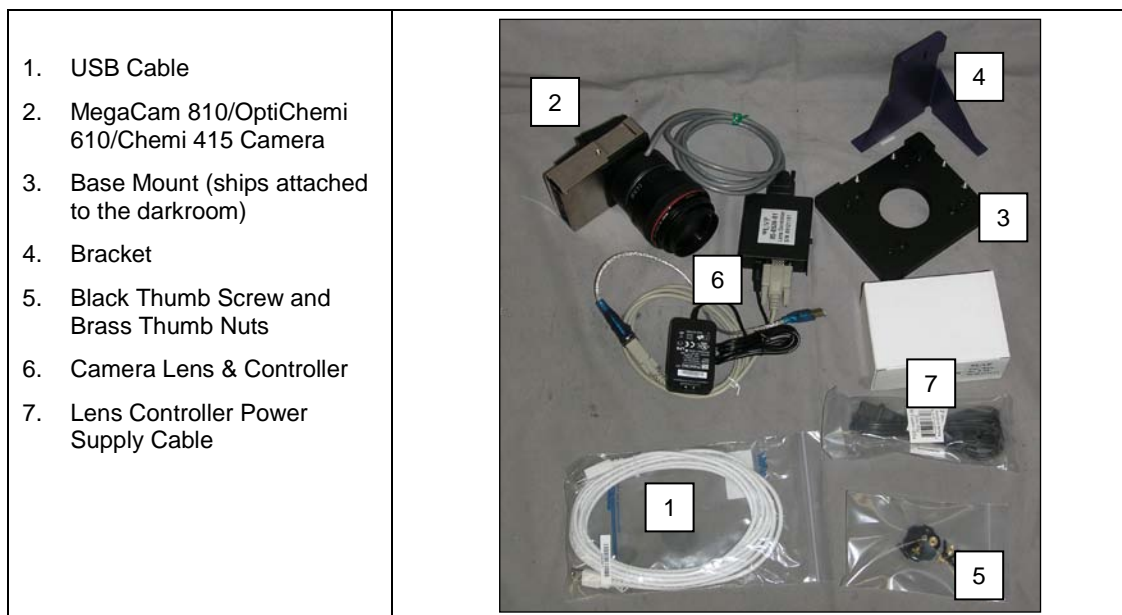 1. USB Cable
2. MegaCam 810/OptiChemi
610/Chemi 415 Camera
3. Base Mount (ships attached
to the darkroom)
4. Bracket
5. Black Thumb Screw and
Brass Thumb Nuts
6. Camera Lens & Controller
7. Lens Controller Power
Supply Cable
4
2
3
6
7
1
5